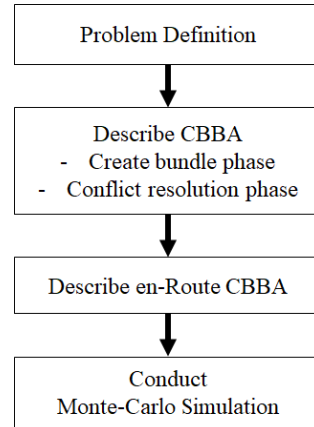 Problem Definition
Describe CBBA
- Create bundle phase
- Conflict resolution phase
Describe en-Route CBBA
Conduct
Monte-Carlo Simulation